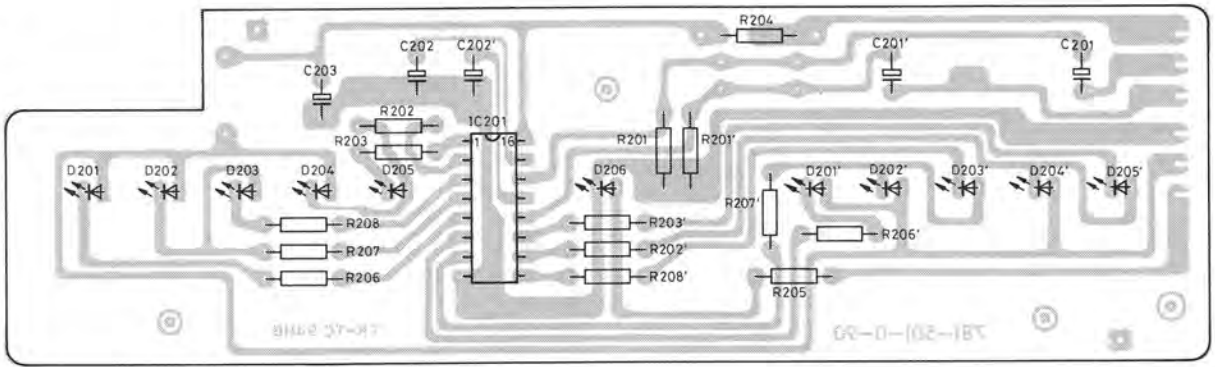 R204
C202 C202' C201' C201
C203
R202 IC201
1 16
R203 R201 R201'
D201 D202 D203 D204 D205 D206 D201' D202' D203' D204' D205'
R207'
R208 R203'
R206'
R207 R202'
R206 R208'
R205
781-501-0-90